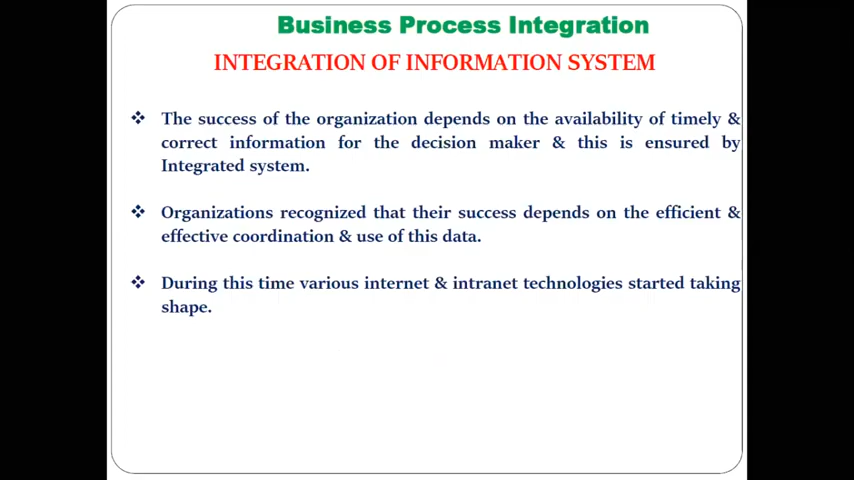 Business Process Integration
INTEGRATION OF INFORMATION SYSTEM
❖ The success of the organization depends on the availability of timely &
correct information for the decision maker & this is ensured by
Integrated system.
❖ Organizations recognized that their success depends on the efficient &
effective coordination & use of this data.
❖ During this time various internet & intranet technologies started taking
shape.